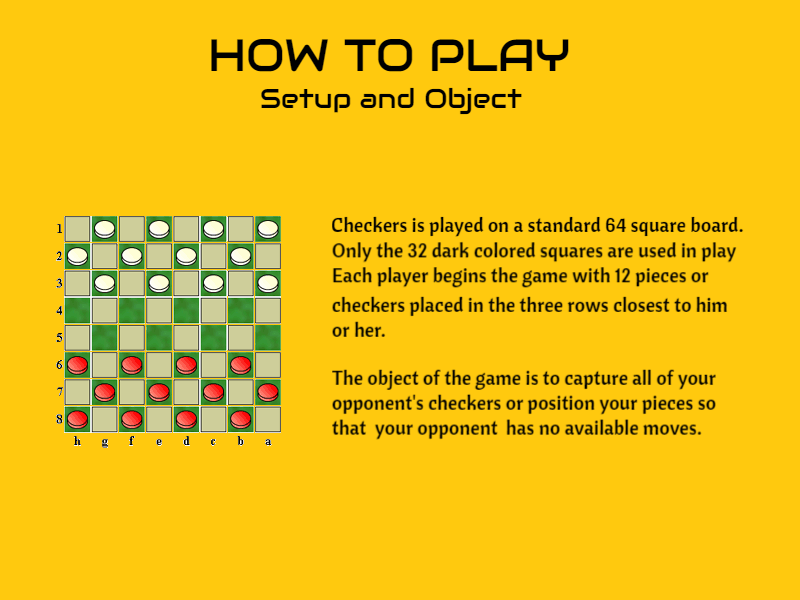 HOW TO PLAY
Setup and Object
1
2
3
4
5
6
7
8
h g f e d c b a
Checkers is played on a standard 64 square board.
Only the 32 dark colored squares are used in play
Each player begins the game with 12 pieces or
checkers placed in the three rows closest to him
or her.
The object of the game is to capture all of your
opponent's checkers or position your pieces so
that your opponent has no available moves.